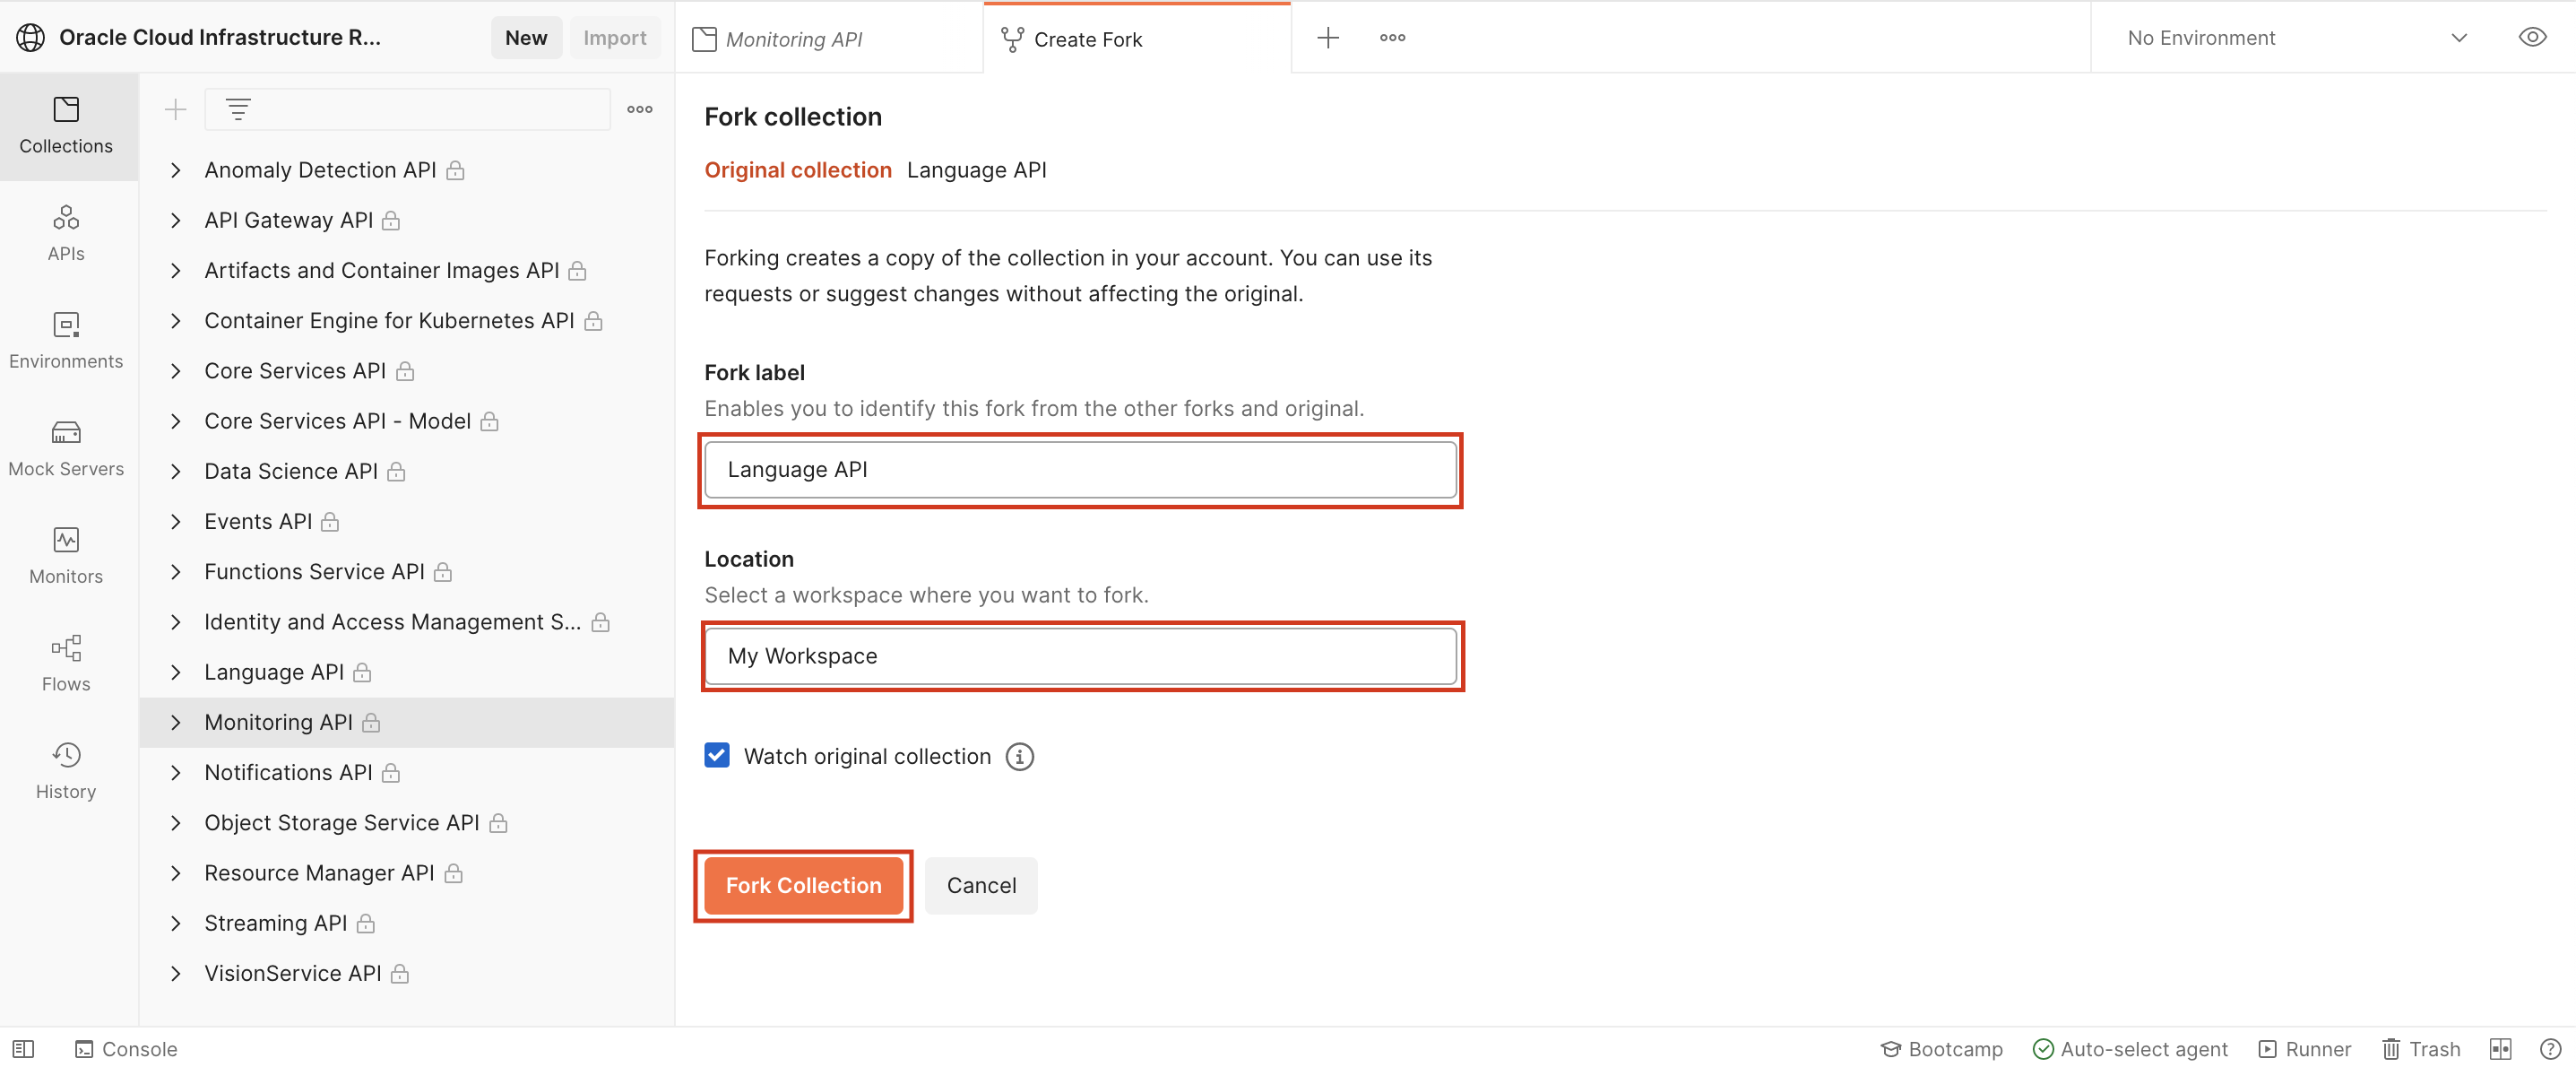 Oracle Cloud Infrastructure R...
New
Import
Monitoring API
Create Fork
No Environment
Collections
APIs
Environments
Mock Servers
Monitors
Flows
History
Anomaly Detection API
API Gateway API
Artifacts and Container Images API
Container Engine for Kubernetes API
Core Services API
Core Services API - Model
Data Science API
Events API
Functions Service API
Identity and Access Management S...
Language API
Monitoring API
Notifications API
Object Storage Service API
Resource Manager API
Streaming API
VisionService API
Fork collection
Original collection Language API
Forking creates a copy of the collection in your account. You can use its
requests or suggest changes without affecting the original.
Fork label
Enables you to identify this fork from the other forks and original.
Language API
Location
Select a workspace where you want to fork.
My Workspace
Watch original collection
Fork Collection
Cancel
Console
Bootcamp
Auto-select agent
Runner
Trash